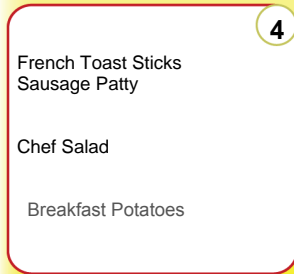 4
French Toast Sticks
Sausage Patty
Chef Salad
Breakfast Potatoes